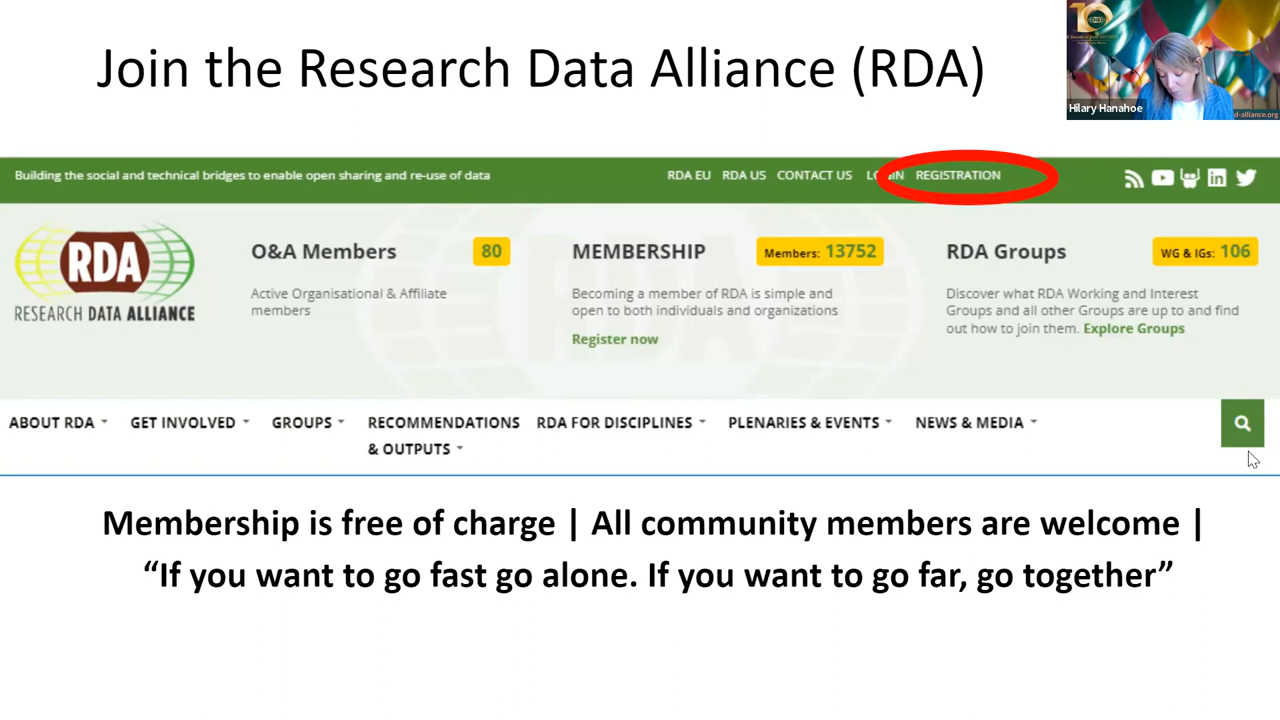 Join the Research Data Alliance (RDA)
Hilary Hanahoe
d-alliance.org
Building the social and technical bridges to enable open sharing and re-use of data
RDA EU RDA US CONTACT US LOGIN REGISTRATION
RDA
RESEARCH DATA ALLIANCE
O&A Members 80
Active Organisational & Affiliate
members
MEMBERSHIP Members: 13752
Becoming a member of RDA is simple and
open to both individuals and organizations
Register now
RDA Groups WG & IGs: 106
Discover what RDA Working and Interest
Groups and all other Groups are up to and find
out how to join them. Explore Groups
ABOUT RDA GET INVOLVED GROUPS RECOMMENDATIONS
& OUTPUTS
RDA FOR DISCIPLINES PLENARIES & EVENTS NEWS & MEDIA
Membership is free of charge | All community members are welcome |
“If you want to go fast go alone. If you want to go far, go together”